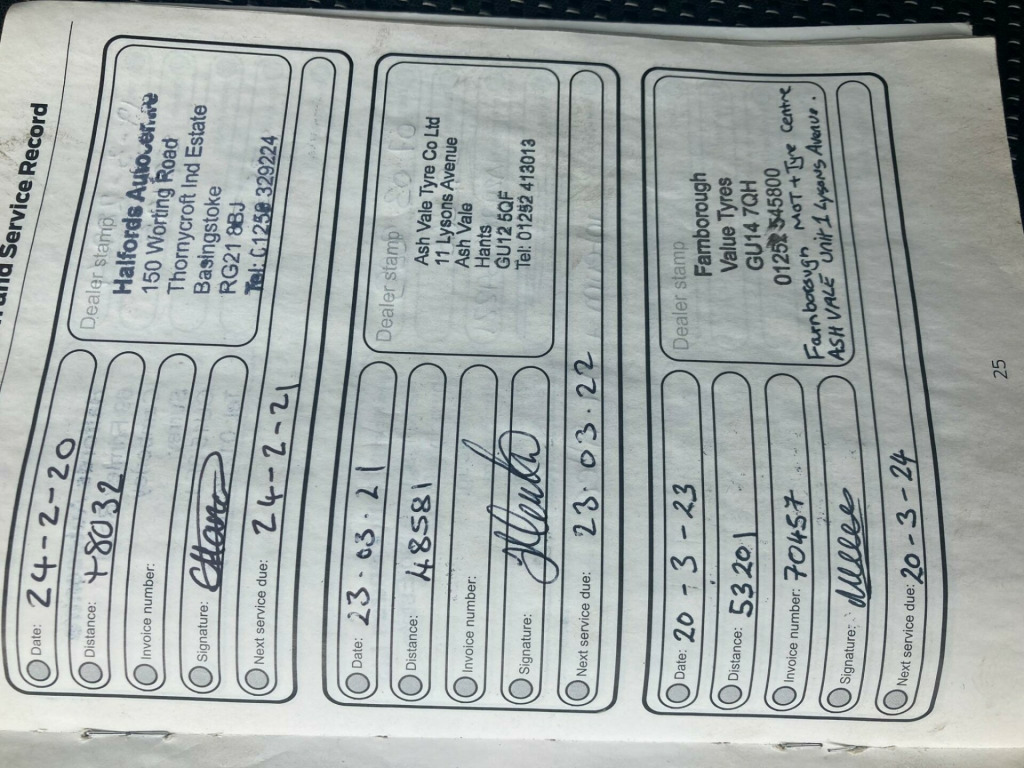 and Service Record
Date: 24-2-20
Distance: 48032
Invoice number:
Signature:
Next service due: 24-2-21
Dealer stamp
Halfords Autocentre
150 Worting Road
Thornycroft Ind Estate
Basingstoke
RG21 8BJ
Tel: 01256 329224
Date: 23.03.21
Distance: 48581
Invoice number:
Signature:
Next service due: 23.03.22
Dealer stamp
Ash Vale Tyre Co Ltd
11 Lysons Avenue
Ash Vale
Hants
GU12 5QF
Tel: 01252 413013
Date: 20-3-23
Distance: 53201
Invoice number: 70457
Signature:
Next service due: 20-3-24
Dealer stamp
Farnborough
Value Tyres
GU14 7QH
01252 545800
Farnborough MOT + Tyre Centre
ASH VALE Unit 1 Lysons Avenue.
25